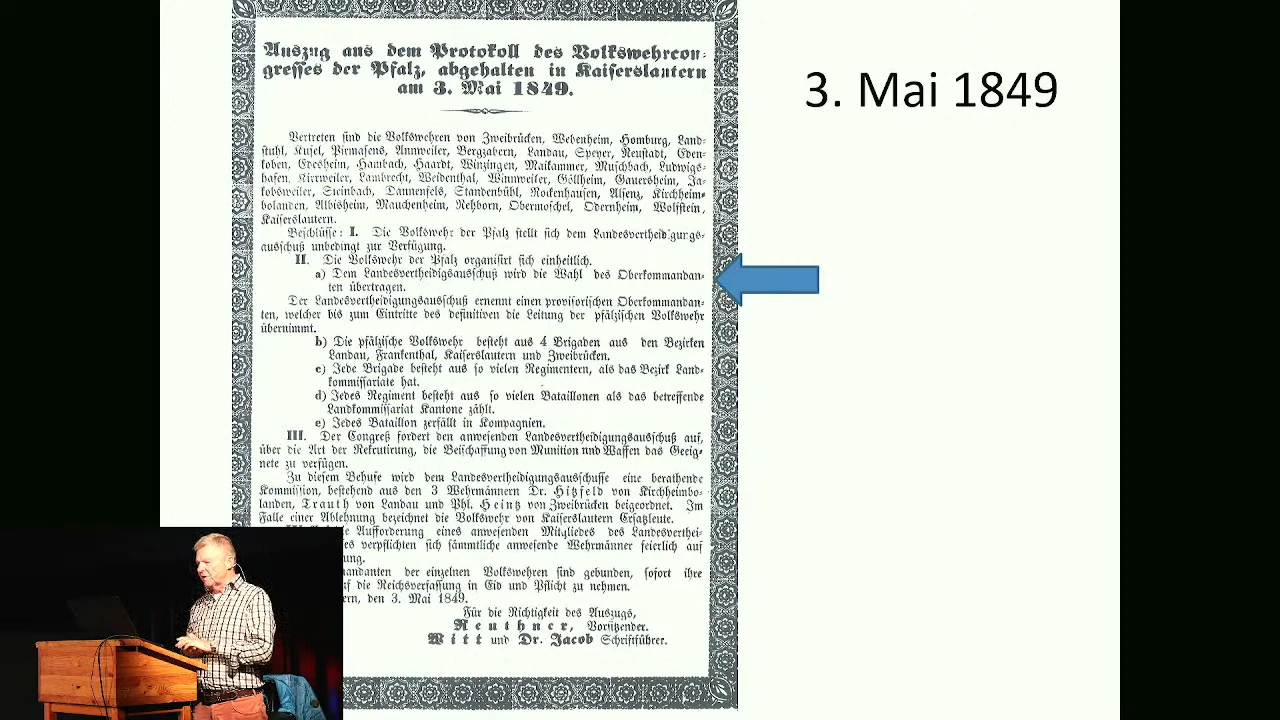 Auszug aus dem Protokoll des Volkswehrcon-
gresses der Pfalz, abgehalten in Kaiserslautern
am 3. Mai 1849.
3. Mai 1849
Vertreten sind die Volkswehren von Zweibrücken, Webenheim, Homburg, Land-
stuhl, Kusel, Pirmasens, Annweiler, Bergzabern, Landau, Speyer, Neustadt, Eden-
koben, Edesheim, Hambach, Haardt, Winzingen, Maikammer, Muschbach, Ludwigs-
hafen, Kirrweiler, Lambrecht, Weidenthal, Winnweiler, Göllheim, Gauersheim, Ja-
kobsweiler, Steinbach, Dannenfels, Standenbühl, Rockenhausen, Alsenz, Kirchheim-
bolanden, Albisheim, Mauchenheim, Rehborn, Obermoschel, Odernheim, Wolfstein,
Kaiserslautern.
Beschlüsse: I. Die Volkswehr der Pfalz stellt sich dem Landesvertheidigungs-
ausschuß unbedingt zur Verfügung.
II. Die Volkswehr der Pfalz organisirt sich einheitlich.
a) Dem Landesvertheidigsausschuß wird die Wahl des Oberkommandan-
ten übertragen.
Der Landesvertheidigungsausschuß ernennt einen provisorischen Oberkommandan-
ten, welcher bis zum Eintritte des definitiven die Leitung der pfälzischen Volkswehr
übernimmt.
b) Die pfälzische Volkswehr besteht aus 4 Brigaden aus den Bezirken
Landau, Frankenthal, Kaiserslautern und Zweibrücken.
c) Jede Brigade besteht aus so vielen Regimentern, als das Bezirk Land-
kommissariate hat.
d) Jedes Regiment besteht aus so vielen Bataillonen als das betreffende
Landkommissariat Kantone zählt.
e) Jedes Bataillon zerfällt in Kompagnien.
III. Der Congreß fordert den anwesenden Landesvertheidigungsausschuß auf,
über die Art der Rekrutirung, die Beischaffung von Munition nnd Waffen das Geeig-
nete zu verfügen.
Zu diesem Behufe wird dem Landesvertheidigungsausschusse eine berathende
Kommission, bestehend aus den 3 Wehrmännern Dr. Hitzfeld von Kirchheimbo-
landen, Trauth von Landau und Phl. Heintz von Zweibrücken beigeordnet. Im
Falle einer Ablehnung bezeichnet die Volkswehr von Kaiserslautern Ersatzleute.
Aufforderung eines anwesenden Mitgliedes des Landesverthei-
es verpflichten sich sämmtliche anwesende Wehrmänner feierlich auf
ung.
mandanten der einzelnen Volkswehren sind gebunden, sofort ihre
uf die Reichsverfassung in Eid und Pflicht zu nehmen.
ern, den 3. Mai 1849.
Für die Richtigkeit des Auszugs,
Reuthner, Vorsitzender.
Witt und Dr. Jacob Schriftführer.